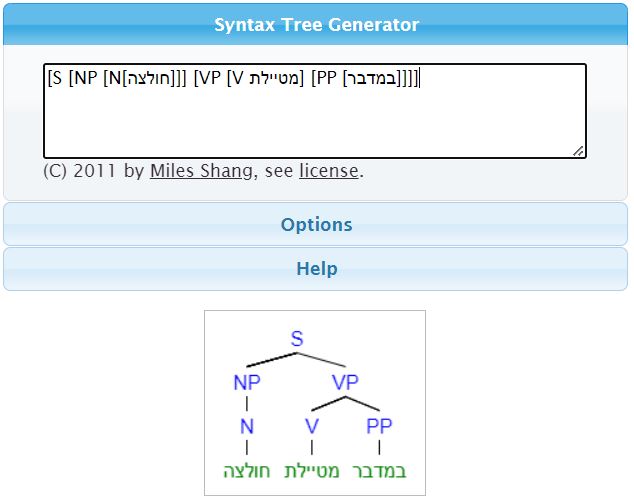 Syntax Tree Generator
[S [NP [N[חולצה]]] [VP [V מטיילת] [PP [במדבר]]]]
(C) 2011 by Miles Shang, see license.
Options
Help
S
NP VP
N V PP
חולצה מטיילת במדבר